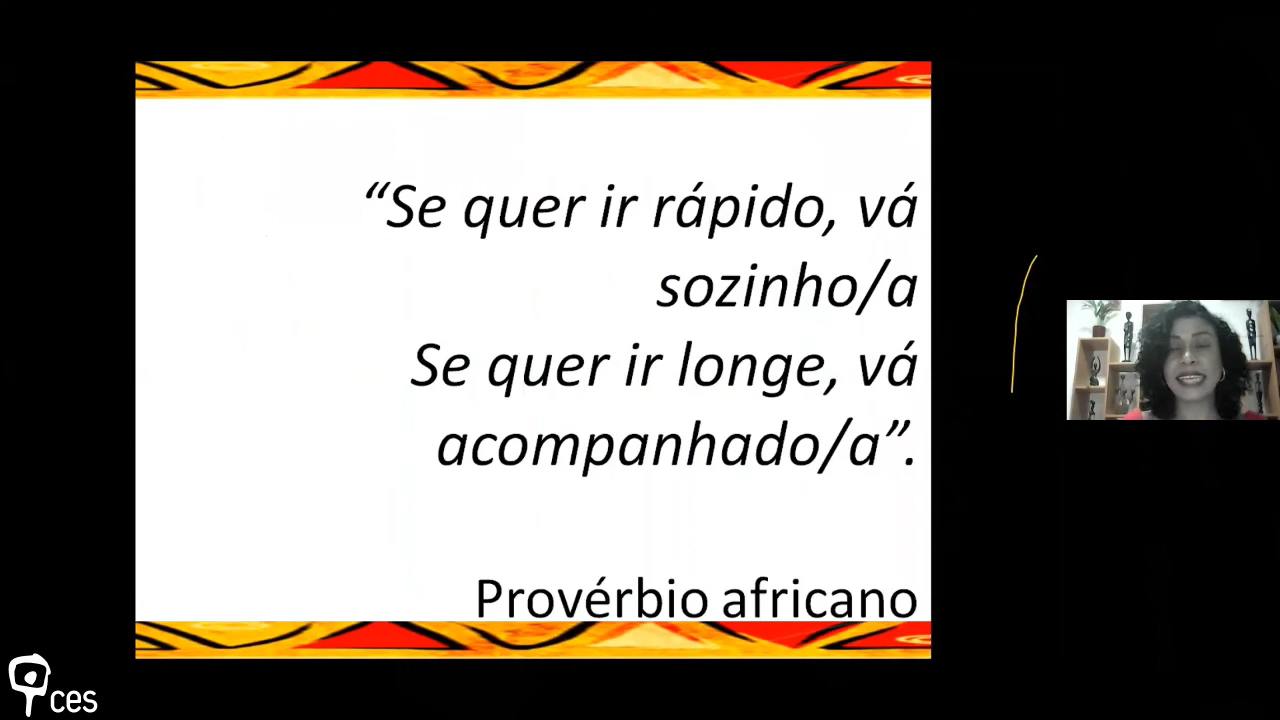 “Se quer ir rápido, vá
sozinho/a
Se quer ir longe, vá
acompanhado/a”.
Provérbio africano
ces